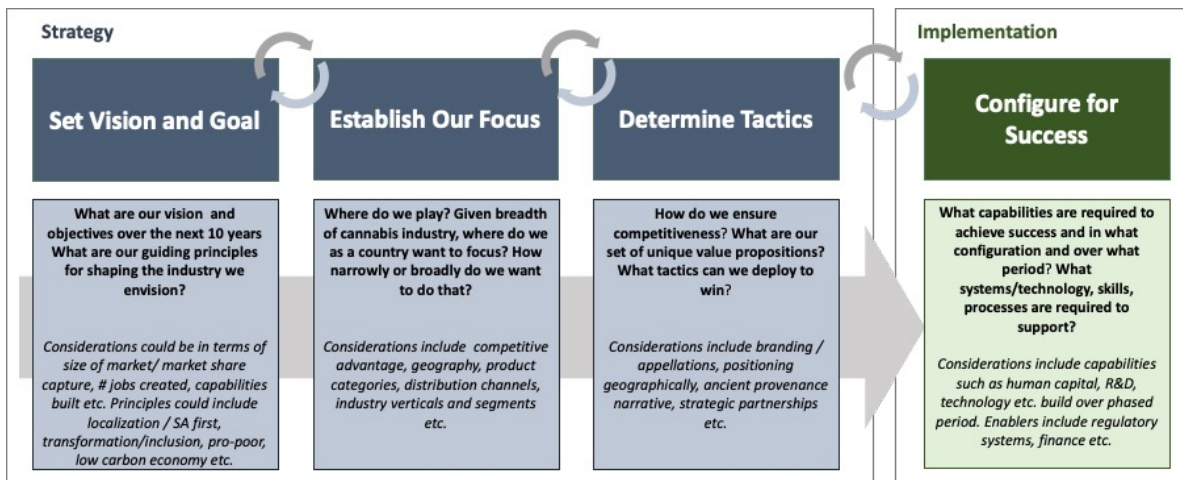 Strategy
Implementation
Set Vision and Goal
Establish Our Focus
Determine Tactics
Configure for
Success
What are our vision and
objectives over the next 10 years
What are our guiding principles
for shaping the industry we
envision?
Considerations could be in terms of
size of market/ market share
capture, # jobs created, capabilities
built etc. Principles could include
localization / SA first,
transformation/inclusion, pro-poor,
low carbon economy etc.
Where do we play? Given breadth
of cannabis industry, where do we
as a country want to focus? How
narrowly or broadly do we want
to do that?
Considerations include competitive
advantage, geography, product
categories, distribution channels,
industry verticals and segments
etc.
How do we ensure
competitiveness? What are our
set of unique value propositions?
What tactics can we deploy to
win?
Considerations include branding /
appellations, positioning
geographically, ancient provenance
narrative, strategic partnerships
etc.
What capabilities are required to
achieve success and in what
configuration and over what
period? What
systems/technology, skills,
processes are required to
support?
Considerations include capabilities
such as human capital, R&D,
technology etc. build over phased
period. Enablers include regulatory
systems, finance etc.